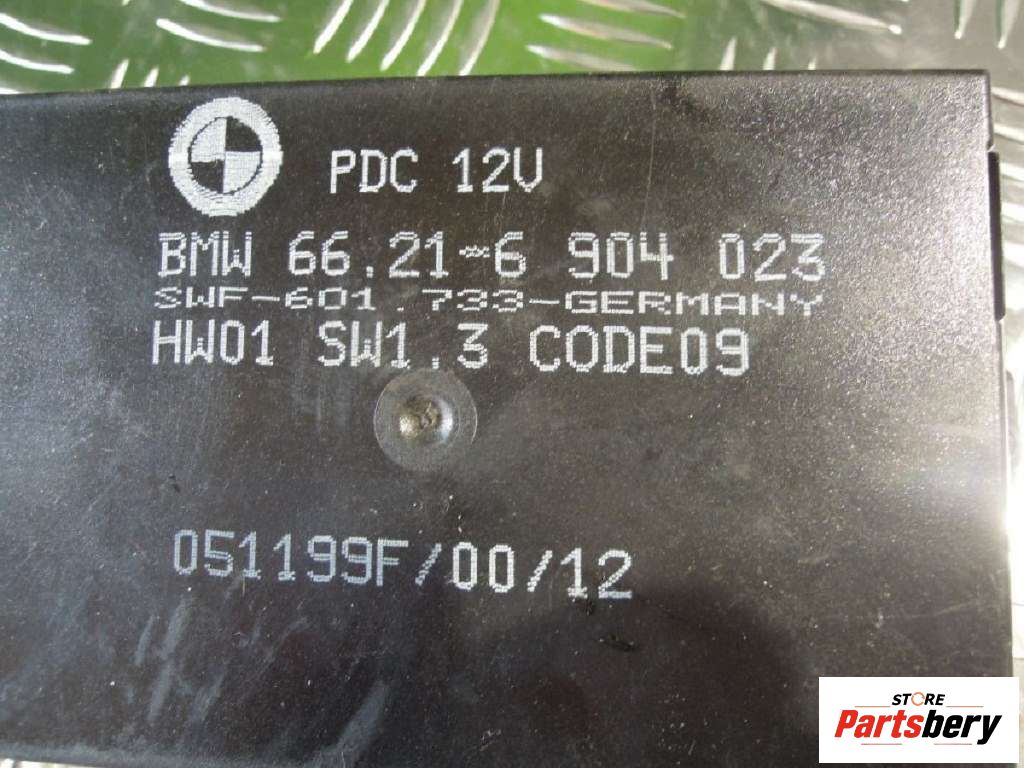 PDC 12V
BMW 66.21-6 904 023
SWF-601.733-GERMANY
HW01 SW1.3 CODE09
051199F/00/12
STORE
Partsbery